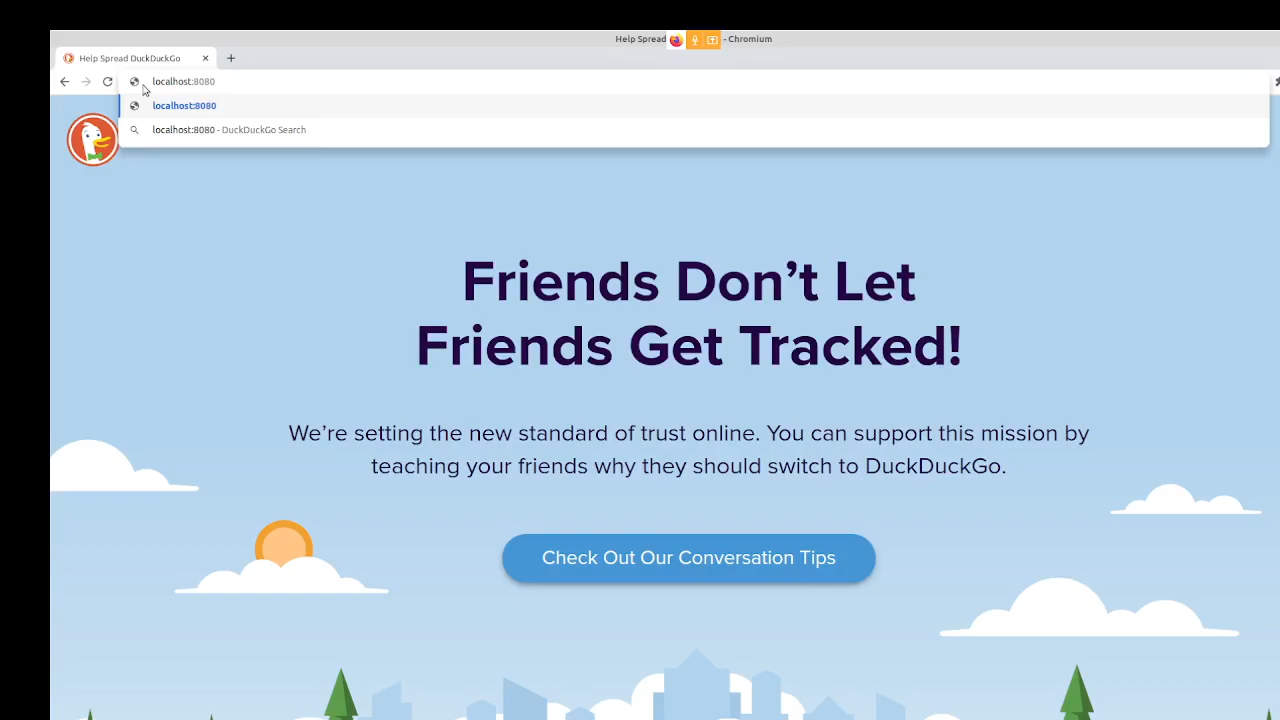 Help Spread - Chromium
Help Spread DuckDuckGo
localhost:8080
localhost:8080
localhost:8080 - DuckDuckGo Search
Friends Don’t Let
Friends Get Tracked!
We’re setting the new standard of trust online. You can support this mission by
teaching your friends why they should switch to DuckDuckGo.
Check Out Our Conversation Tips